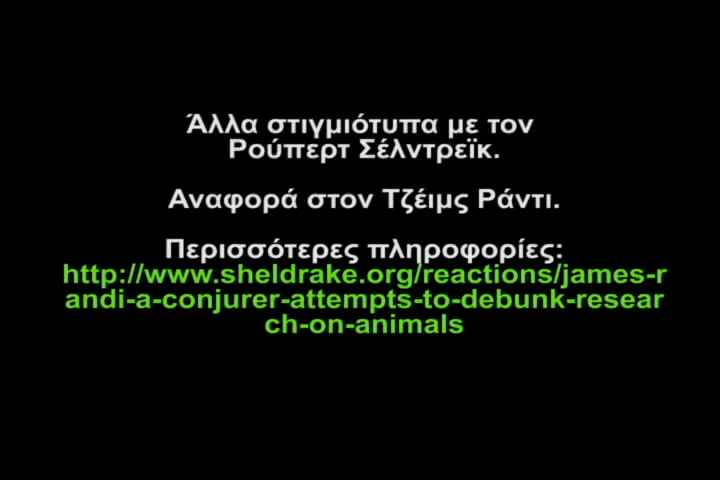 Άλλα στιγμιότυπα με τον
Ρούπερτ Σέλντρεϊκ.
Αναφορά στον Τζέιμς Ράντι.
Περισσότερες πληροφορίες:
http://www.sheldrake.org/reactions/james-r
andi-a-conjurer-attempts-to-debunk-resear
ch-on-animals